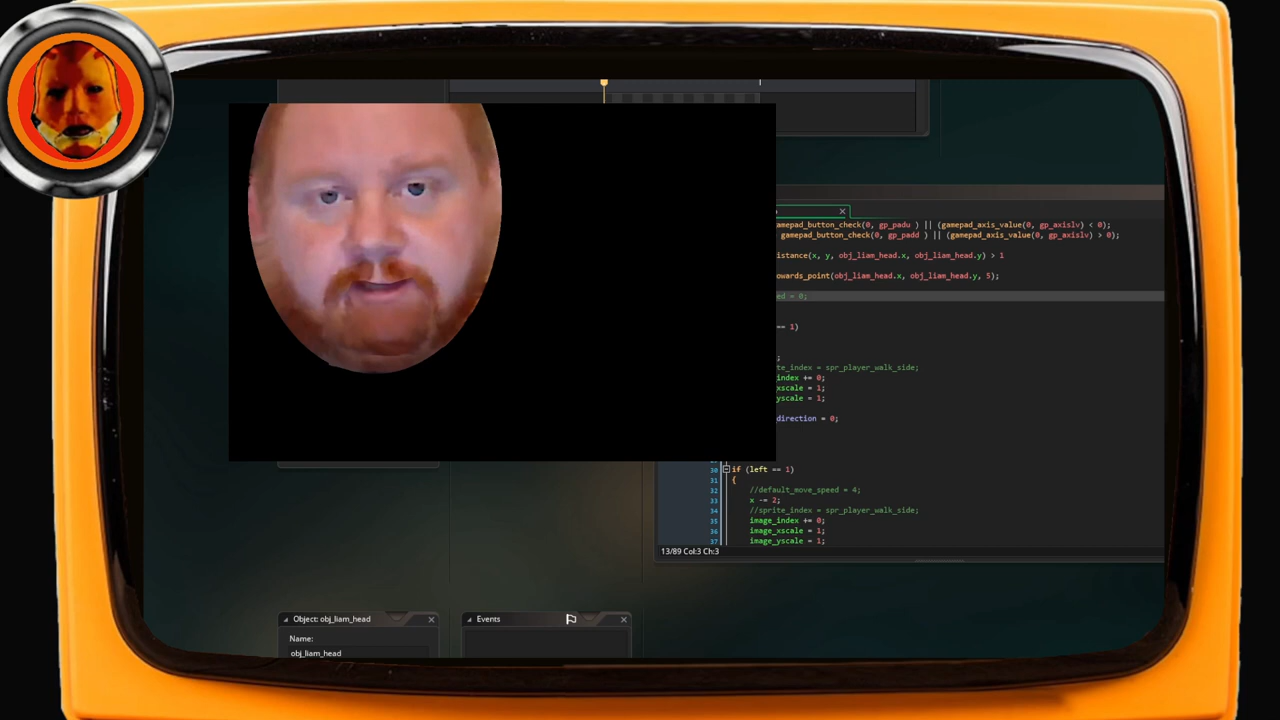 gamepad_button_check(0, gp_padu ) || (gamepad_axis_value(0, gp_axislv) < 0);
gamepad_button_check(0, gp_padd ) || (gamepad_axis_value(0, gp_axislv) > 0);
istance(x, y, obj_liam_head.x, obj_liam_head.y) > 1
owards_point(obj_liam_head.x, obj_liam_head.y, 5);
ed = 0;
== 1)
;
te_index = spr_player_walk_side;
index += 0;
xscale = 1;
yscale = 1;
direction = 0;
30 if (left == 1)
31 {
32 //default_move_speed = 4;
33 x -= 2;
34 //sprite_index = spr_player_walk_side;
35 image_index += 0;
36 image_xscale = 1;
37 image_yscale = 1;
13/89 Col:3 Ch:3
Object: obj_liam_head
Events
Name:
obj_liam_head